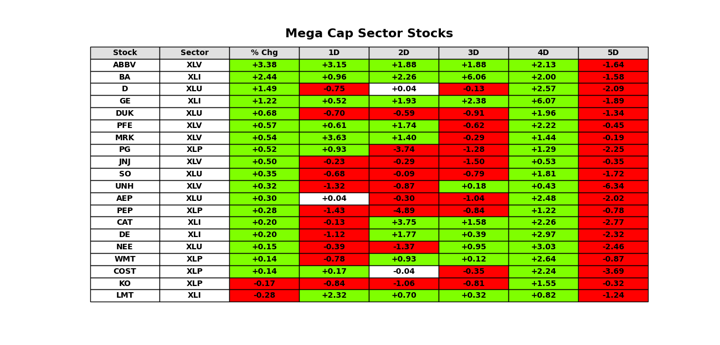 Mega Cap Sector Stocks
Stock Sector % Chg 1D 2D 3D 4D 5D
ABBV XLV +3.38 +3.15 +1.88 +1.88 +2.13 -1.64
BA XLI +2.44 +0.96 +2.26 +6.06 +2.00 -1.58
D XLU +1.49 -0.75 +0.04 -0.13 +2.57 -2.09
GE XLI +1.22 +0.52 +1.93 +2.38 +6.07 -1.89
DUK XLU +0.68 -0.70 -0.59 -0.91 +1.96 -1.34
PFE XLV +0.57 +0.61 +1.74 -0.62 +2.22 -0.45
MRK XLV +0.54 +3.63 +1.40 -0.29 +1.44 -0.19
PG XLP +0.52 +0.93 -3.74 -1.28 +1.29 -2.25
JNJ XLV +0.50 -0.23 -0.29 -1.50 +0.53 -0.35
SO XLU +0.35 -0.68 -0.09 -0.79 +1.81 -1.72
UNH XLV +0.32 -1.32 -0.87 +0.18 +0.43 -6.34
AEP XLU +0.30 +0.04 -0.30 -1.04 +2.48 -2.02
PEP XLP +0.28 -1.43 -4.89 -0.84 +1.22 -0.78
CAT XLI +0.20 -0.13 +3.75 +1.58 +2.26 -2.77
DE XLI +0.20 -1.12 +1.77 +0.39 +2.97 -2.32
NEE XLU +0.15 -0.39 -1.37 +0.95 +3.03 -2.46
WMT XLP +0.14 -0.78 +0.93 +0.12 +2.64 -0.87
COST XLP +0.14 +0.17 -0.04 -0.35 +2.24 -3.69
KO XLP -0.17 -0.84 -1.06 -0.81 +1.55 -0.32
LMT XLI -0.28 +2.32 +0.70 +0.32 +0.82 -1.24